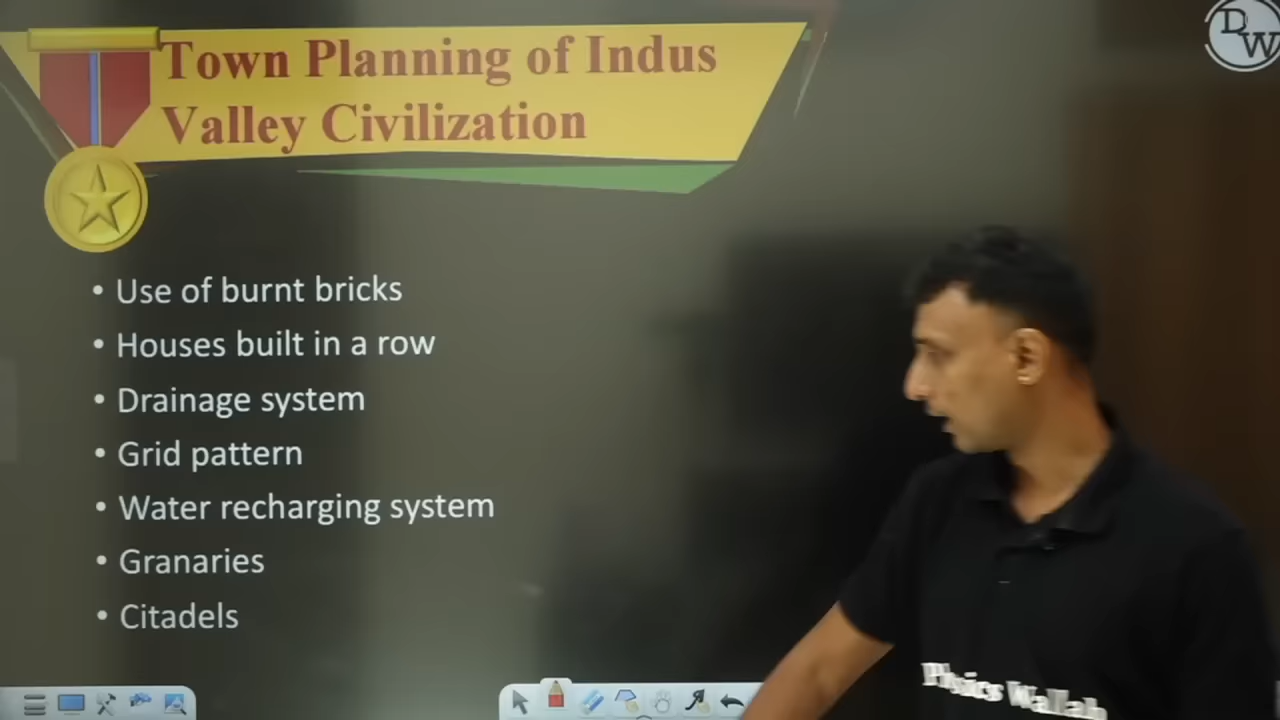 Town Planning of Indus
Valley Civilization
DW
• Use of burnt bricks
• Houses built in a row
• Drainage system
• Grid pattern
• Water recharging system
• Granaries
• Citadels
Physics Wallah